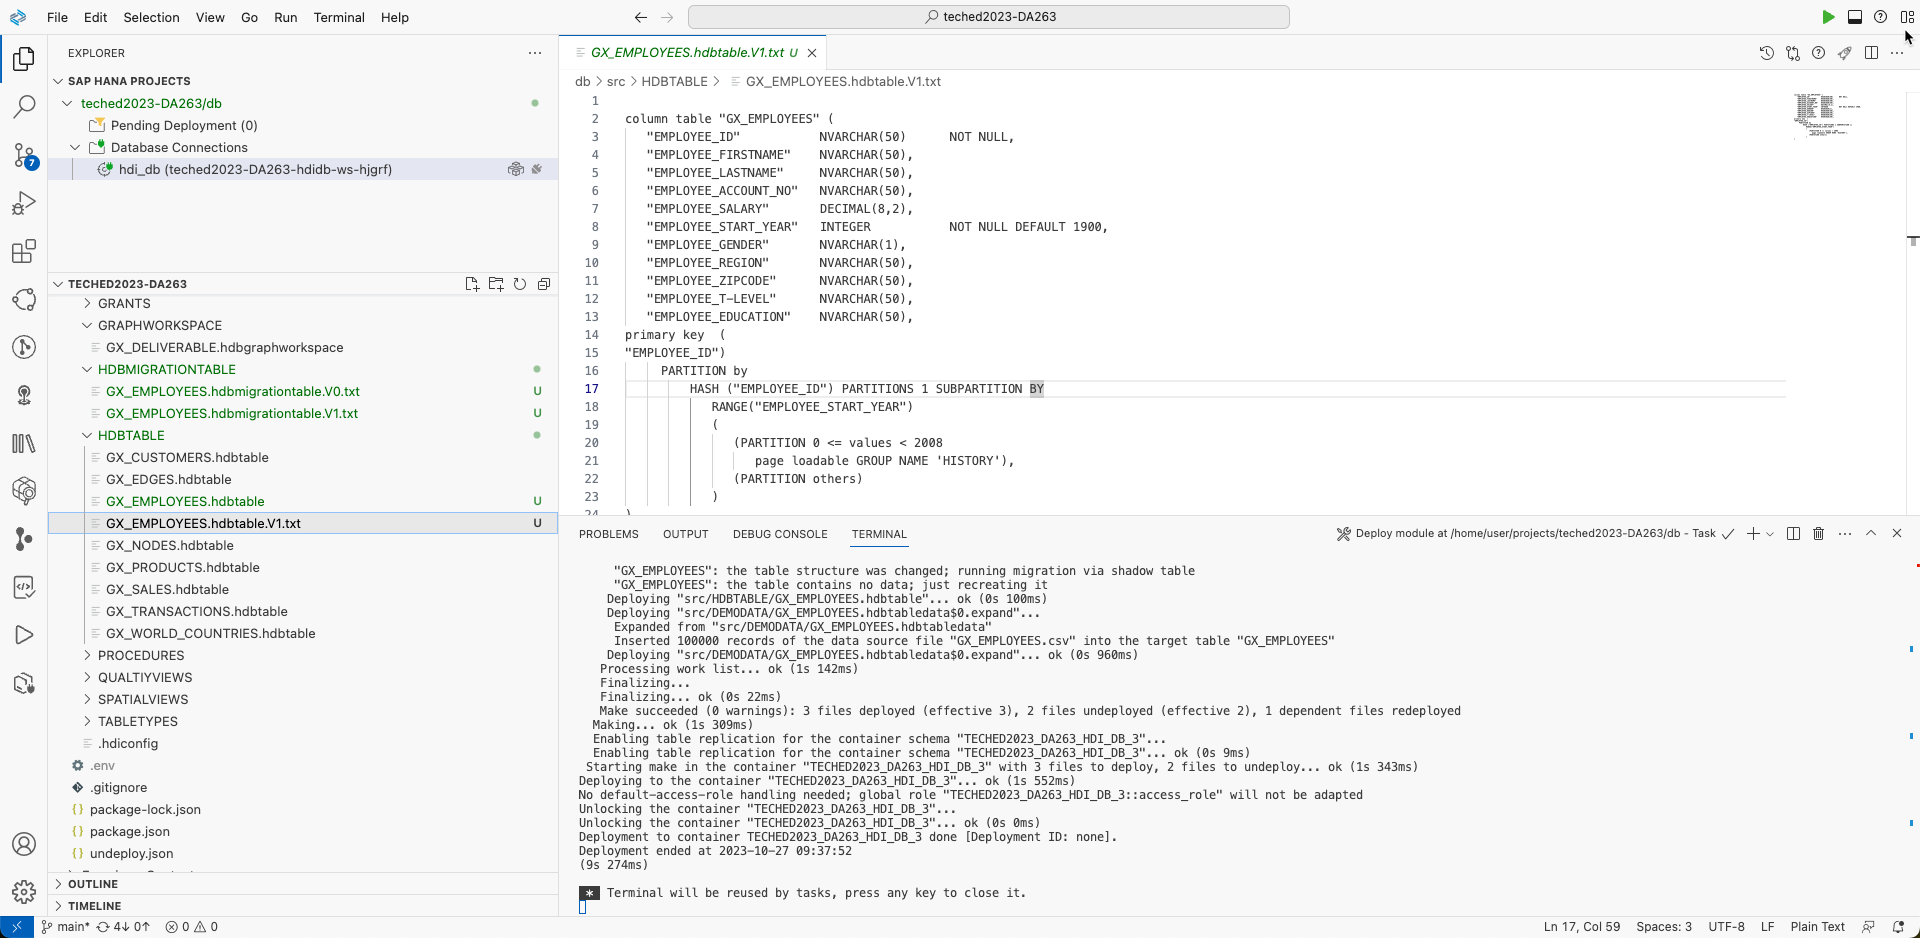 File Edit Selection View Go Run Terminal Help
teched2023-DA263
EXPLORER
SAP HANA PROJECTS
teched2023-DA263/db
Pending Deployment (0)
Database Connections
hdi_db (teched2023-DA263-hdidb-ws-hjgrf)
7
TECHED2023-DA263
GRANTS
GRAPHWORKSPACE
GX_DELIVERABLE.hdbgraphworkspace
HDBMIGRATIONTABLE
GX_EMPLOYEES.hdbmigrationtable.V0.txt U
GX_EMPLOYEES.hdbmigrationtable.V1.txt U
HDBTABLE
GX_CUSTOMERS.hdbtable
GX_EDGES.hdbtable
GX_EMPLOYEES.hdbtable U
GX_EMPLOYEES.hdbtable.V1.txt U
GX_NODES.hdbtable
GX_PRODUCTS.hdbtable
GX_SALES.hdbtable
GX_TRANSACTIONS.hdbtable
GX_WORLD_COUNTRIES.hdbtable
PROCEDURES
QUALTIYVIEWS
SPATIALVIEWS
TABLETYPES
.hdiconfig
.env
.gitignore
package-lock.json
package.json
undeploy.json
OUTLINE
TIMELINE
GX_EMPLOYEES.hdbtable.V1.txt U
db > src > HDBTABLE > GX_EMPLOYEES.hdbtable.V1.txt
1
2 column table "GX_EMPLOYEES" (
3 "EMPLOYEE_ID" NVARCHAR(50) NOT NULL,
4 "EMPLOYEE_FIRSTNAME" NVARCHAR(50),
5 "EMPLOYEE_LASTNAME" NVARCHAR(50),
6 "EMPLOYEE_ACCOUNT_NO" NVARCHAR(50),
7 "EMPLOYEE_SALARY" DECIMAL(8,2),
8 "EMPLOYEE_START_YEAR" INTEGER NOT NULL DEFAULT 1900,
9 "EMPLOYEE_GENDER" NVARCHAR(1),
10 "EMPLOYEE_REGION" NVARCHAR(50),
11 "EMPLOYEE_ZIPCODE" NVARCHAR(50),
12 "EMPLOYEE_T-LEVEL" NVARCHAR(50),
13 "EMPLOYEE_EDUCATION" NVARCHAR(50),
14 primary key (
15 "EMPLOYEE_ID")
16 PARTITION by
17 HASH ("EMPLOYEE_ID") PARTITIONS 1 SUBPARTITION BY
18 RANGE("EMPLOYEE_START_YEAR")
19 (
20 (PARTITION 0 <= values < 2008
21 page loadable GROUP NAME 'HISTORY'),
22 (PARTITION others)
23 )
24 )
PROBLEMS OUTPUT DEBUG CONSOLE TERMINAL
Deploy module at /home/user/projects/teched2023-DA263/db - Task
"GX_EMPLOYEES": the table structure was changed; running migration via shadow table
"GX_EMPLOYEES": the table contains no data; just recreating it
Deploying "src/HDBTABLE/GX_EMPLOYEES.hdbtable"... ok (0s 100ms)
Deploying "src/DEMODATA/GX_EMPLOYEES.hdbtabledata$0.expand"...
Expanded from "src/DEMODATA/GX_EMPLOYEES.hdbtabledata"
Inserted 100000 records of the data source file "GX_EMPLOYEES.csv" into the target table "GX_EMPLOYEES"
Deploying "src/DEMODATA/GX_EMPLOYEES.hdbtabledata$0.expand"... ok (0s 960ms)
Processing work list... ok (1s 142ms)
Finalizing...
Finalizing... ok (0s 22ms)
Make succeeded (0 warnings): 3 files deployed (effective 3), 2 files undeployed (effective 2), 1 dependent files redeployed
Making... ok (1s 309ms)
Enabling table replication for the container schema "TECHED2023_DA263_HDI_DB_3"...
Enabling table replication for the container schema "TECHED2023_DA263_HDI_DB_3"... ok (0s 9ms)
Starting make in the container "TECHED2023_DA263_HDI_DB_3" with 3 files to deploy, 2 files to undeploy... ok (1s 343ms)
Deploying to the container "TECHED2023_DA263_HDI_DB_3"... ok (1s 552ms)
No default-access-role handling needed; global role "TECHED2023_DA263_HDI_DB_3::access_role" will not be adapted
Unlocking the container "TECHED2023_DA263_HDI_DB_3"...
Unlocking the container "TECHED2023_DA263_HDI_DB_3"... ok (0s 0ms)
Deployment to container TECHED2023_DA263_HDI_DB_3 done [Deployment ID: none].
Deployment ended at 2023-10-27 09:37:52
(9s 274ms)
* Terminal will be reused by tasks, press any key to close it.
main* 4↓ 0↑ 0 0
Ln 17, Col 59 Spaces: 3 UTF-8 LF Plain Text